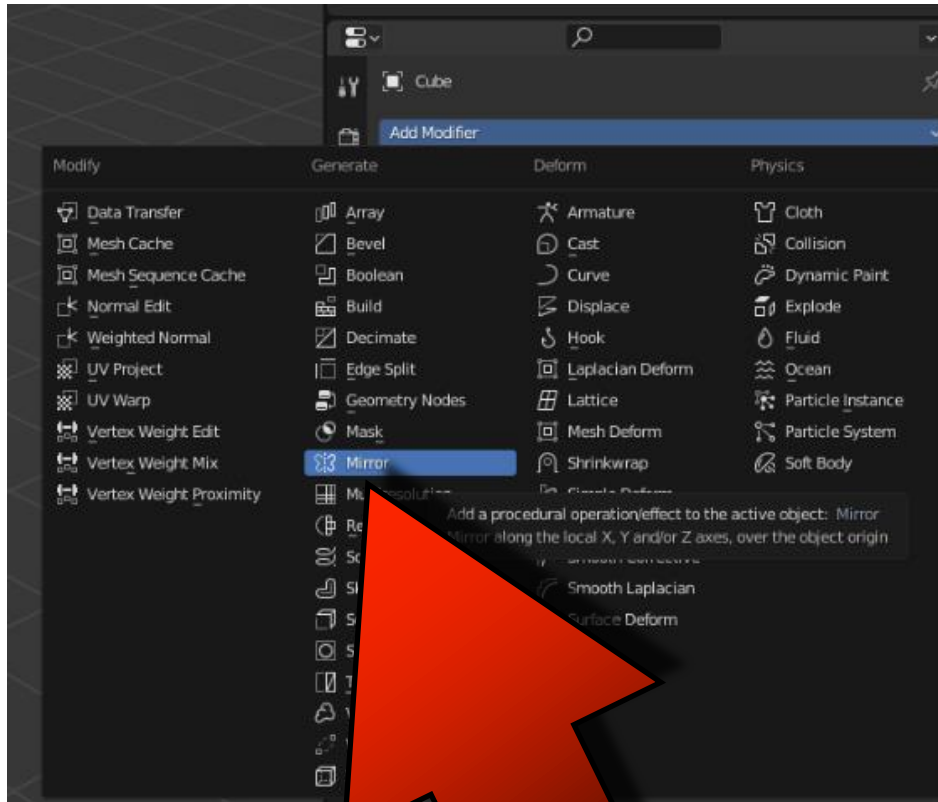 Cube
Add Modifier
Modify
Generate
Deform
Physics
Data Transfer
Mesh Cache
Mesh Sequence Cache
Normal Edit
Weighted Normal
UV Project
UV Warp
Vertex Weight Edit
Vertex Weight Mix
Vertex Weight Proximity
Array
Bevel
Boolean
Build
Decimate
Edge Split
Geometry Nodes
Mask
Mirror
Armature
Cast
Curve
Displace
Hook
Laplacian Deform
Lattice
Mesh Deform
Shrinkwrap
Add a procedural operation/effect to the active object: Mirror
Mirror along the local X, Y and/or Z axes, over the object origin
Smooth Laplacian
Surface Deform
Cloth
Collision
Dynamic Paint
Explode
Fluid
Ocean
Particle Instance
Particle System
Soft Body